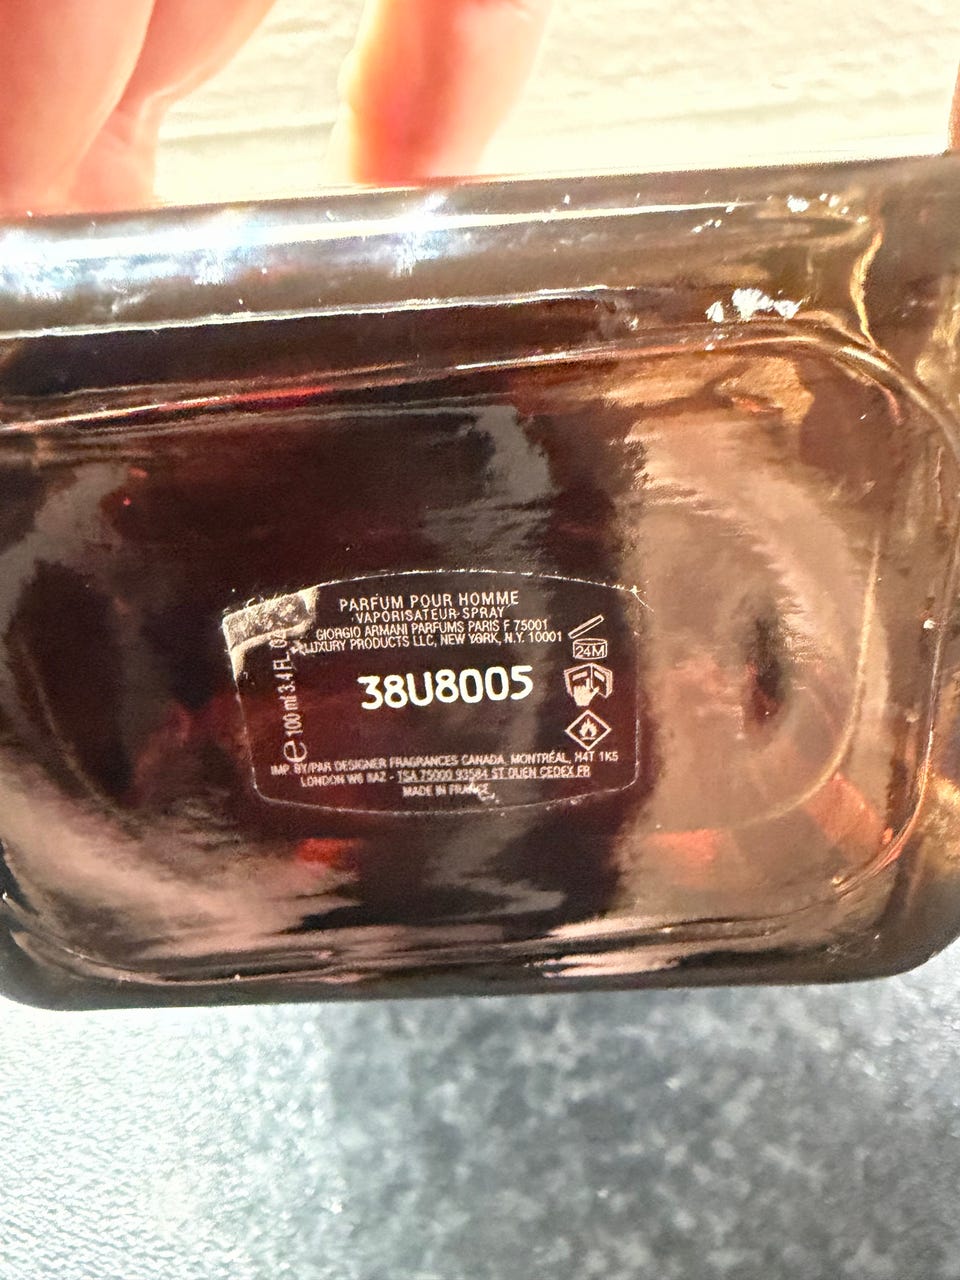 PARFUM POUR HOMME
VAPORISATEUR·SPRAY
GIORGIO ARMANI PARFUMS PARIS F 75001
LUXURY PRODUCTS LLC, NEW YORK, N.Y. 10001
24M
38U8005
e 100 ml 3.4 FL. OZ
IMP. BY/PAR DESIGNER FRAGRANCES CANADA, MONTRÉAL, H4T 1K5
LONDON W6 8AZ - TSA 75000 93584 ST OUEN CEDEX FR
MADE IN FRANCE